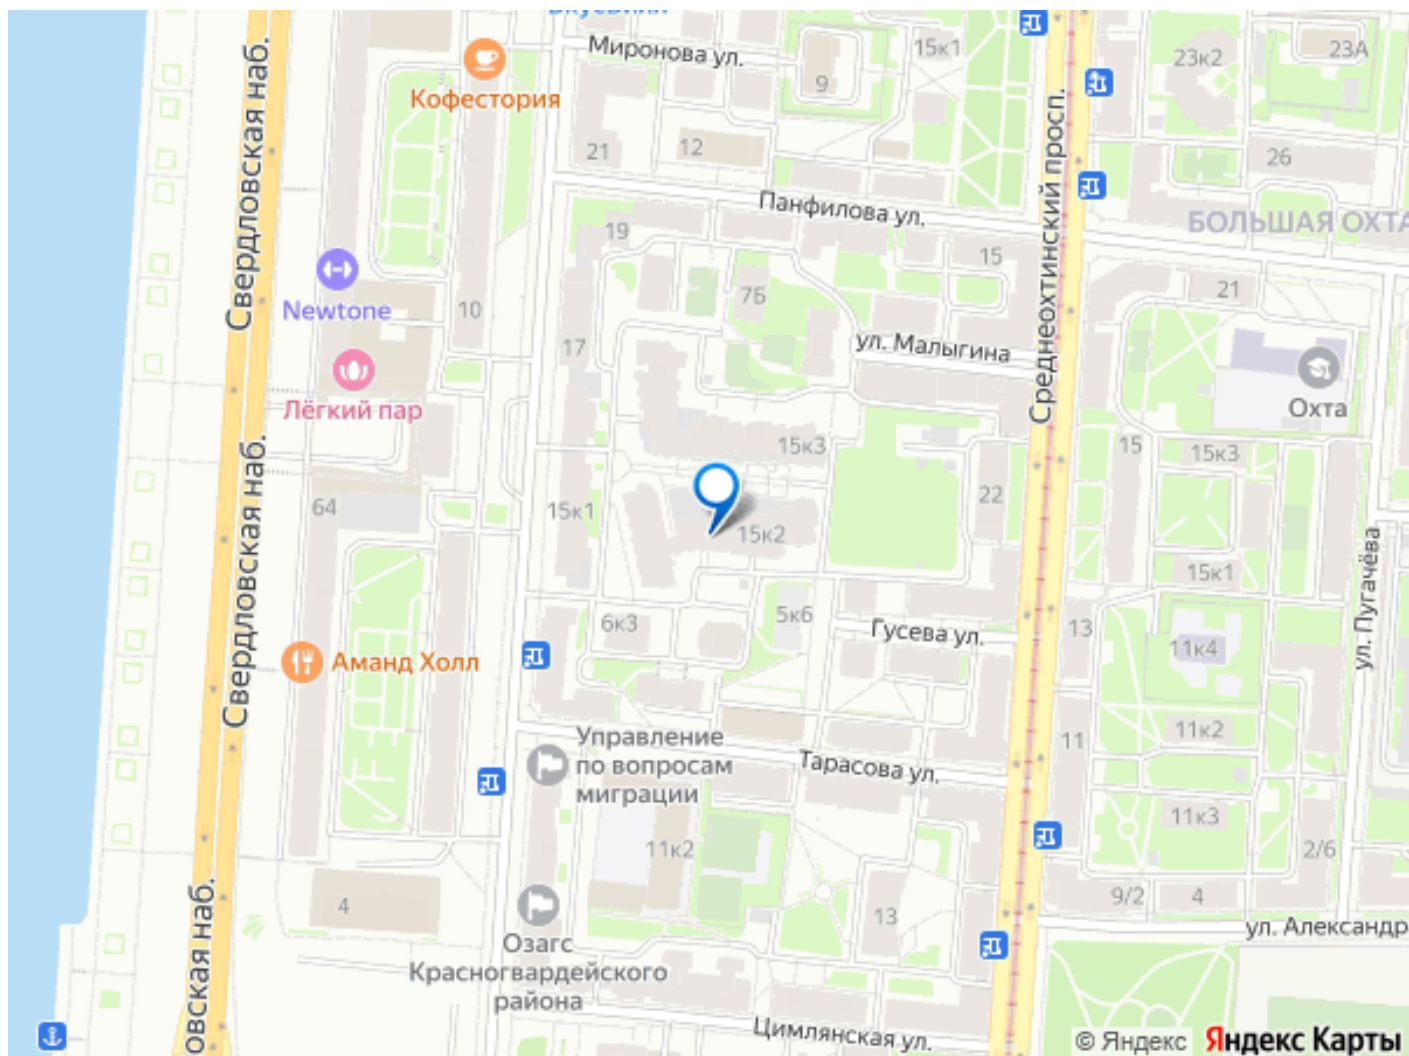 Миронова ул.
15к1
23к2
23А
9
Кофестория
Свердловская наб.
21
12
26
Среднеохтинский просп.
Панфилова ул.
БОЛЬШАЯ ОХТА
19
15
7Б
21
Newtone
10
17
ул. Малыгина
Лёгкий пар
Охта
15к3
15
15к3
Свердловская наб.
64
15к1
22
15к2
ул. Пугачёва
15к1
6к3
5к6
Гусева ул.
13
11к4
Аманд Холл
11к2
11
Управление
по вопросам
миграции
Тарасова ул.
11к3
11к2
2/6
4
13
9/2
4
ул. Александр
Озагс
Красногвардейского
района
овская наб.
Цимлянская ул.
© Яндекс Яндекс Карты